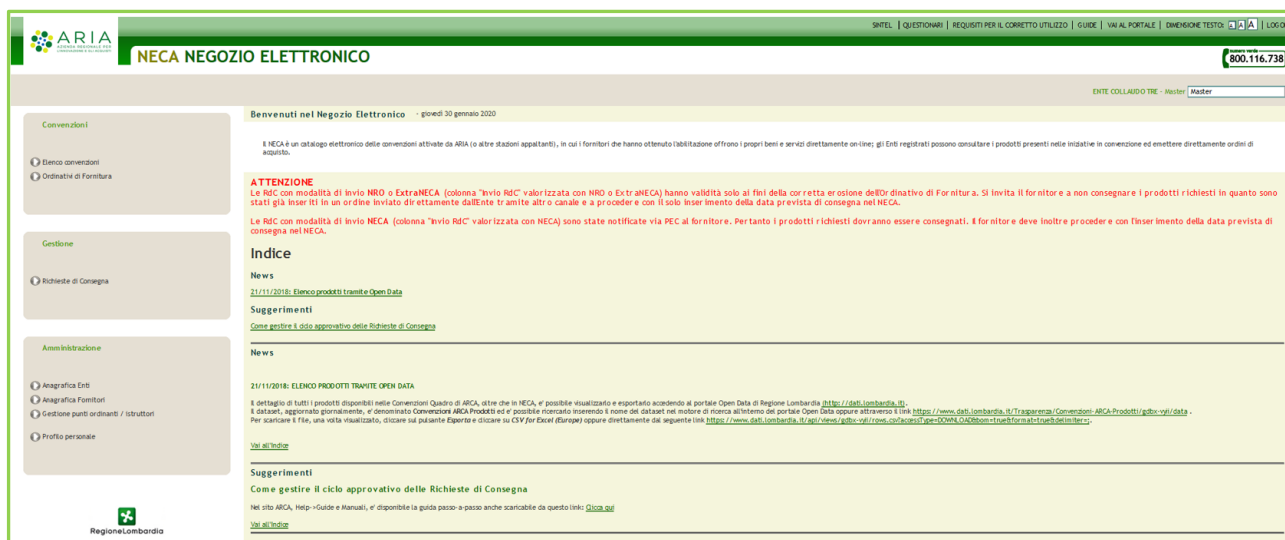 SINTEL | QUESTIONARI | REQUISITI PER IL CORRETTO UTILIZZO | GUIDE | VAI AL PORTALE | DIMENSIONE TESTO: A A A | LOGO
ARIA
AZIENDA REGIONALE PER
L'INNOVAZIONE E GLI ACQUISTI
NECA NEGOZIO ELETTRONICO
numero verde
800.116.738
ENTE COLLAUDO TRE - Master Master
Convenzioni
Elenco convenzioni
Ordinativi di Fornitura
Gestione
Richieste di Consegna
Amministrazione
Anagrafica Enti
Anagrafica Fornitori
Gestione punti ordinanti / istruttori
Profilo personale
RegioneLombardia
Benvenuti nel Negozio Elettronico - giovedì 30 gennaio 2020
Il NECA è un catalogo elettronico delle convenzioni attivate da ARIA (o altre stazioni appaltanti), in cui i fornitori che hanno ottenuto l'abilitazione offrono i propri beni e servizi direttamente on-line; gli Enti registrati possono consultare i prodotti presenti nelle iniziative in convenzione ed emettere direttamente ordini di
acquisto.
ATTENZIONE
Le RdC con modalità di invio NRO o ExtraNECA (colonna "Invio RdC" valorizzata con NRO o ExtraNECA) hanno validità solo ai fini della corretta erosione dell'Ordinativo di Fornitura. Si invita il fornitore a non consegnare i prodotti richiesti in quanto sono
stati già inseriti in un ordine inviato direttamente dall'Ente tramite altro canale e a procedere con il solo inserimento della data prevista di consegna nel NECA.
Le RdC con modalità di invio NECA (colonna "Invio RdC" valorizzata con NECA) sono state notificate via PEC al fornitore. Pertanto i prodotti richiesti dovranno essere consegnati. Il fornitore deve inoltre procedere con l'inserimento della data prevista di
consegna nel NECA.
Indice
News
21/11/2018: Elenco prodotti tramite Open Data
Suggerimenti
Come gestire il ciclo approvativo delle Richieste di Consegna
News
21/11/2018: ELENCO PRODOTTI TRAMITE OPEN DATA
Il dettaglio di tutti i prodotti disponibili nelle Convenzioni Quadro di ARCA, oltre che in NECA, e' possibile visualizzarlo e esportarlo accedendo al portale Open Data di Regione Lombardia (http://dati.lombardia.it).
Il dataset, aggiornato giornalmente, e' denominato Convenzioni ARCA Prodotti ed e' possibile ricercarlo inserendo il nome del dataset nel motore di ricerca all'interno del portale Open Data oppure attraverso il link https://www.dati.lombardia.it/Trasparenza/Convenzioni-ARCA-Prodotti/gdbx-vyii/data .
Per scaricare il file, una volta visualizzato, cliccare sul pulsante Esporta e cliccare su CSV for Excel (Europe) oppure direttamente dal seguente link https://www.dati.lombardia.it/api/views/gdbx-vyii/rows.csv?accessType=DOWNLOAD&bom=true&format=true&delimiter=;.
Vai all'Indice
Suggerimenti
Come gestire il ciclo approvativo delle Richieste di Consegna
Nel sito ARCA, Help->Guide e Manuali, e' disponibile la guida passo-a-passo anche scaricabile da questo link: Clicca qui
Vai all'Indice